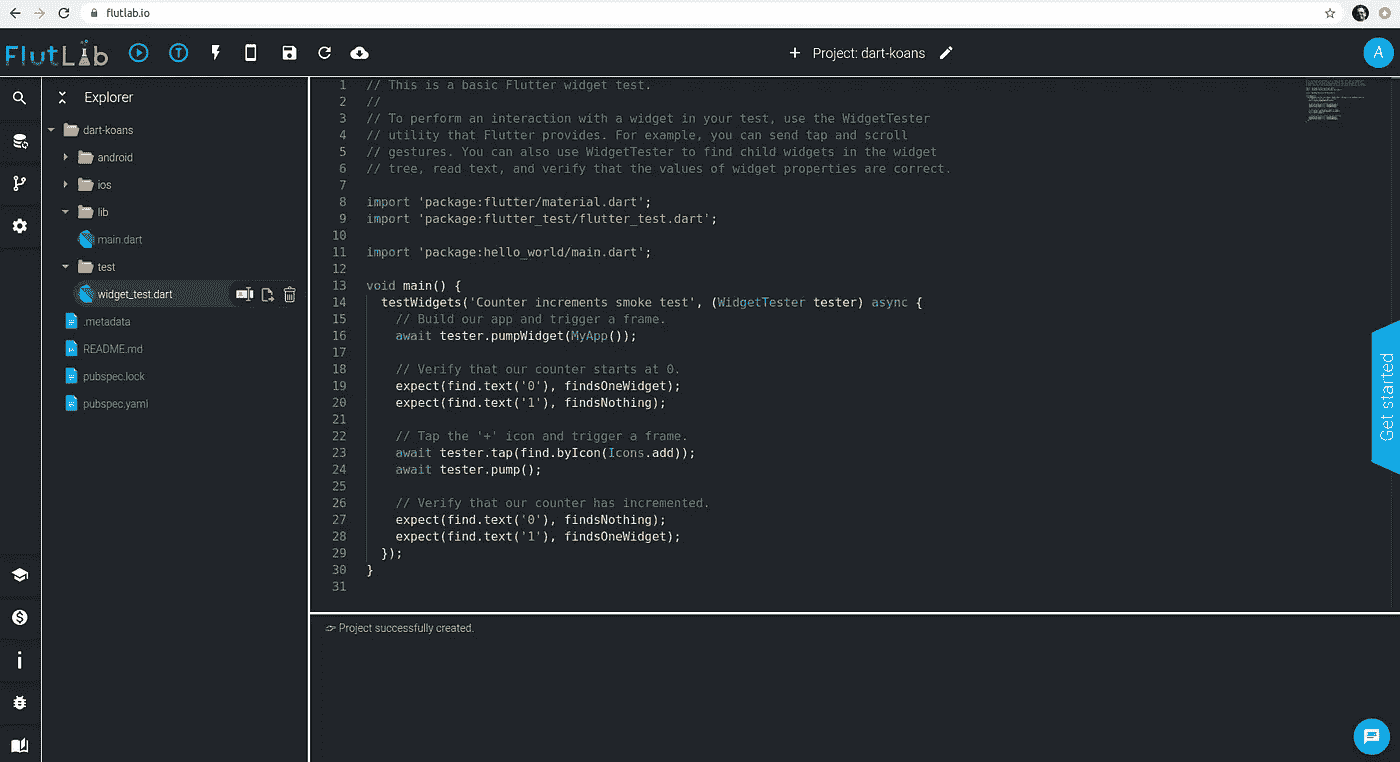 flutlab.io
FlutLab
T
Project: dart-koans
A
Explorer
dart-koans
android
ios
lib
main.dart
test
widget_test.dart
.metadata
README.md
pubspec.lock
pubspec.yaml
1 // This is a basic Flutter widget test.
2 //
3 // To perform an interaction with a widget in your test, use the WidgetTester
4 // utility that Flutter provides. For example, you can send tap and scroll
5 // gestures. You can also use WidgetTester to find child widgets in the widget
6 // tree, read text, and verify that the values of widget properties are correct.
7
8 import 'package:flutter/material.dart';
9 import 'package:flutter_test/flutter_test.dart';
10
11 import 'package:hello_world/main.dart';
12
13 void main() {
14 testWidgets('Counter increments smoke test', (WidgetTester tester) async {
15 // Build our app and trigger a frame.
16 await tester.pumpWidget(MyApp());
17
18 // Verify that our counter starts at 0.
19 expect(find.text('0'), findsOneWidget);
20 expect(find.text('1'), findsNothing);
21
22 // Tap the '+' icon and trigger a frame.
23 await tester.tap(find.byIcon(Icons.add));
24 await tester.pump();
25
26 // Verify that our counter has incremented.
27 expect(find.text('0'), findsNothing);
28 expect(find.text('1'), findsOneWidget);
29 });
30 }
31
Get started
Project successfully created.